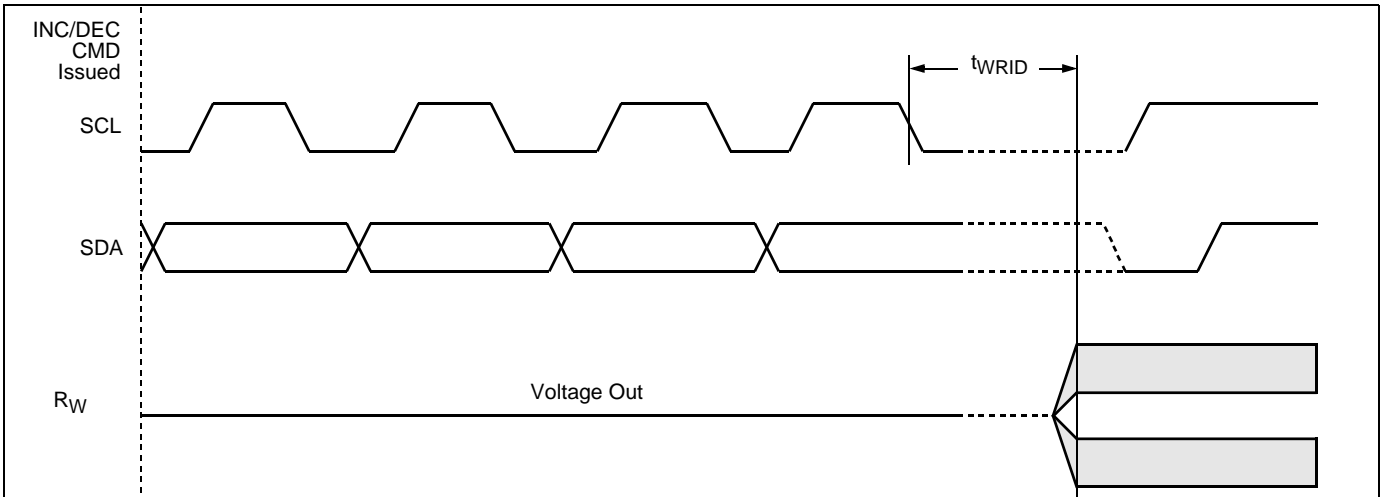 INC/DEC
CMD
Issued
tWRID
SCL
SDA
Voltage Out
RW